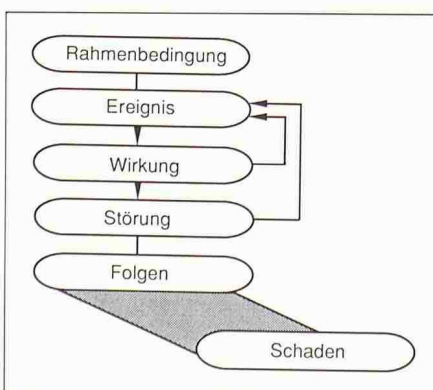 Rahmenbedingung
Ereignis
Wirkung
Störung
Folgen
Schaden